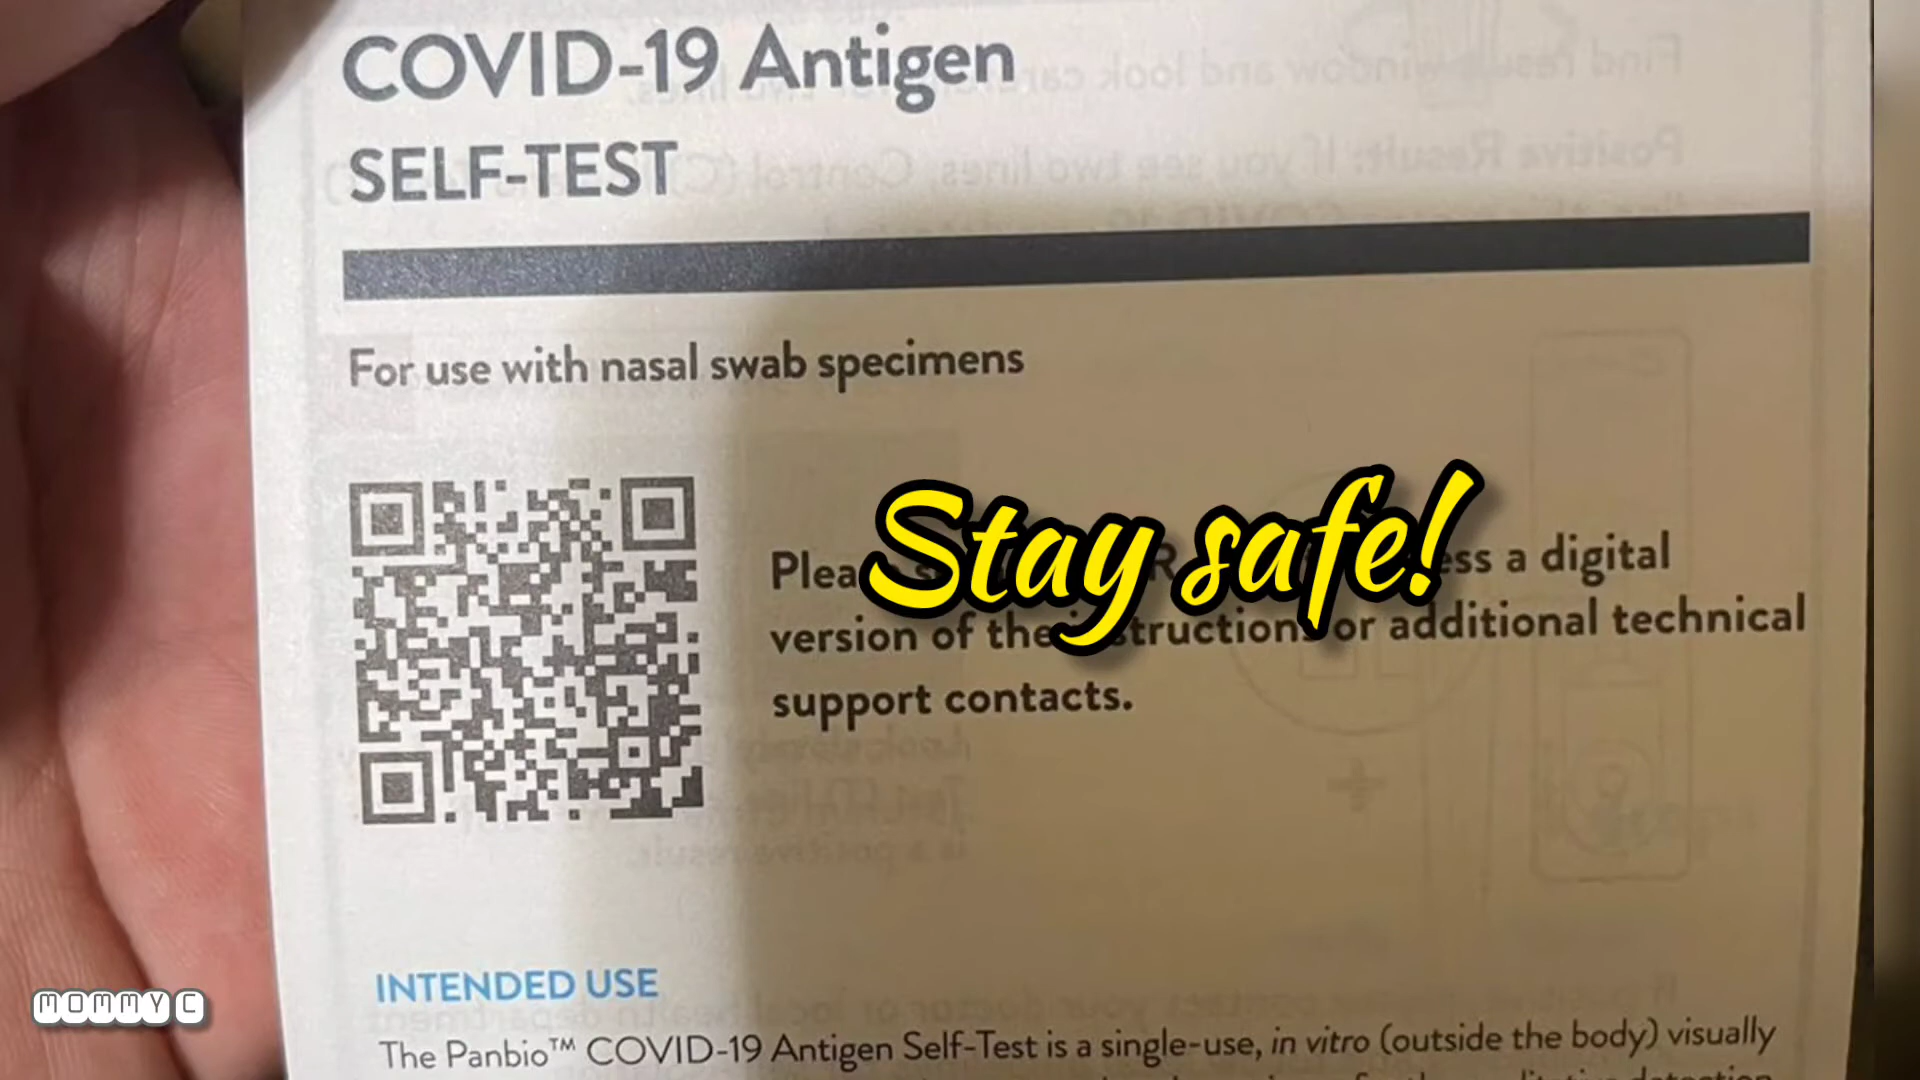 COVID-19 Antigen
SELF-TEST
For use with nasal swab specimens
Stay safe!
Plea ess a digital
version of the instructions or additional technical
support contacts.
INTENDED USE
The Panbio™ COVID-19 Antigen Self-Test is a single-use, in vitro (outside the body) visually
MOMMY C